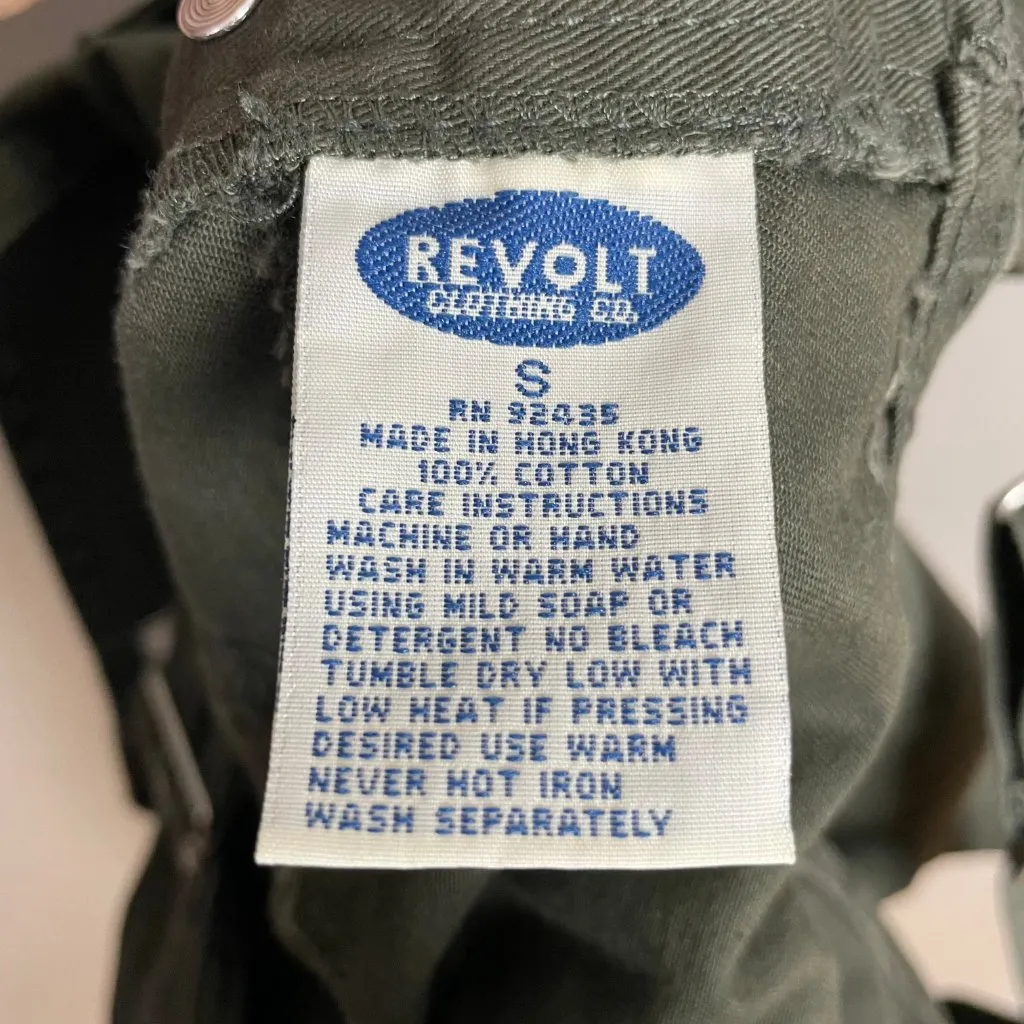 REVOLT
CLOTHING CO.
S
RN 92435
MADE IN HONG KONG
100% COTTON
CARE INSTRUCTIONS
MACHINE OR HAND
WASH IN WARM WATER
USING MILD SOAP OR
DETERGENT NO BLEACH
TUMBLE DRY LOW WITH
LOW HEAT IF PRESSING
DESIRED USE WARM
NEVER HOT IRON
WASH SEPARATELY